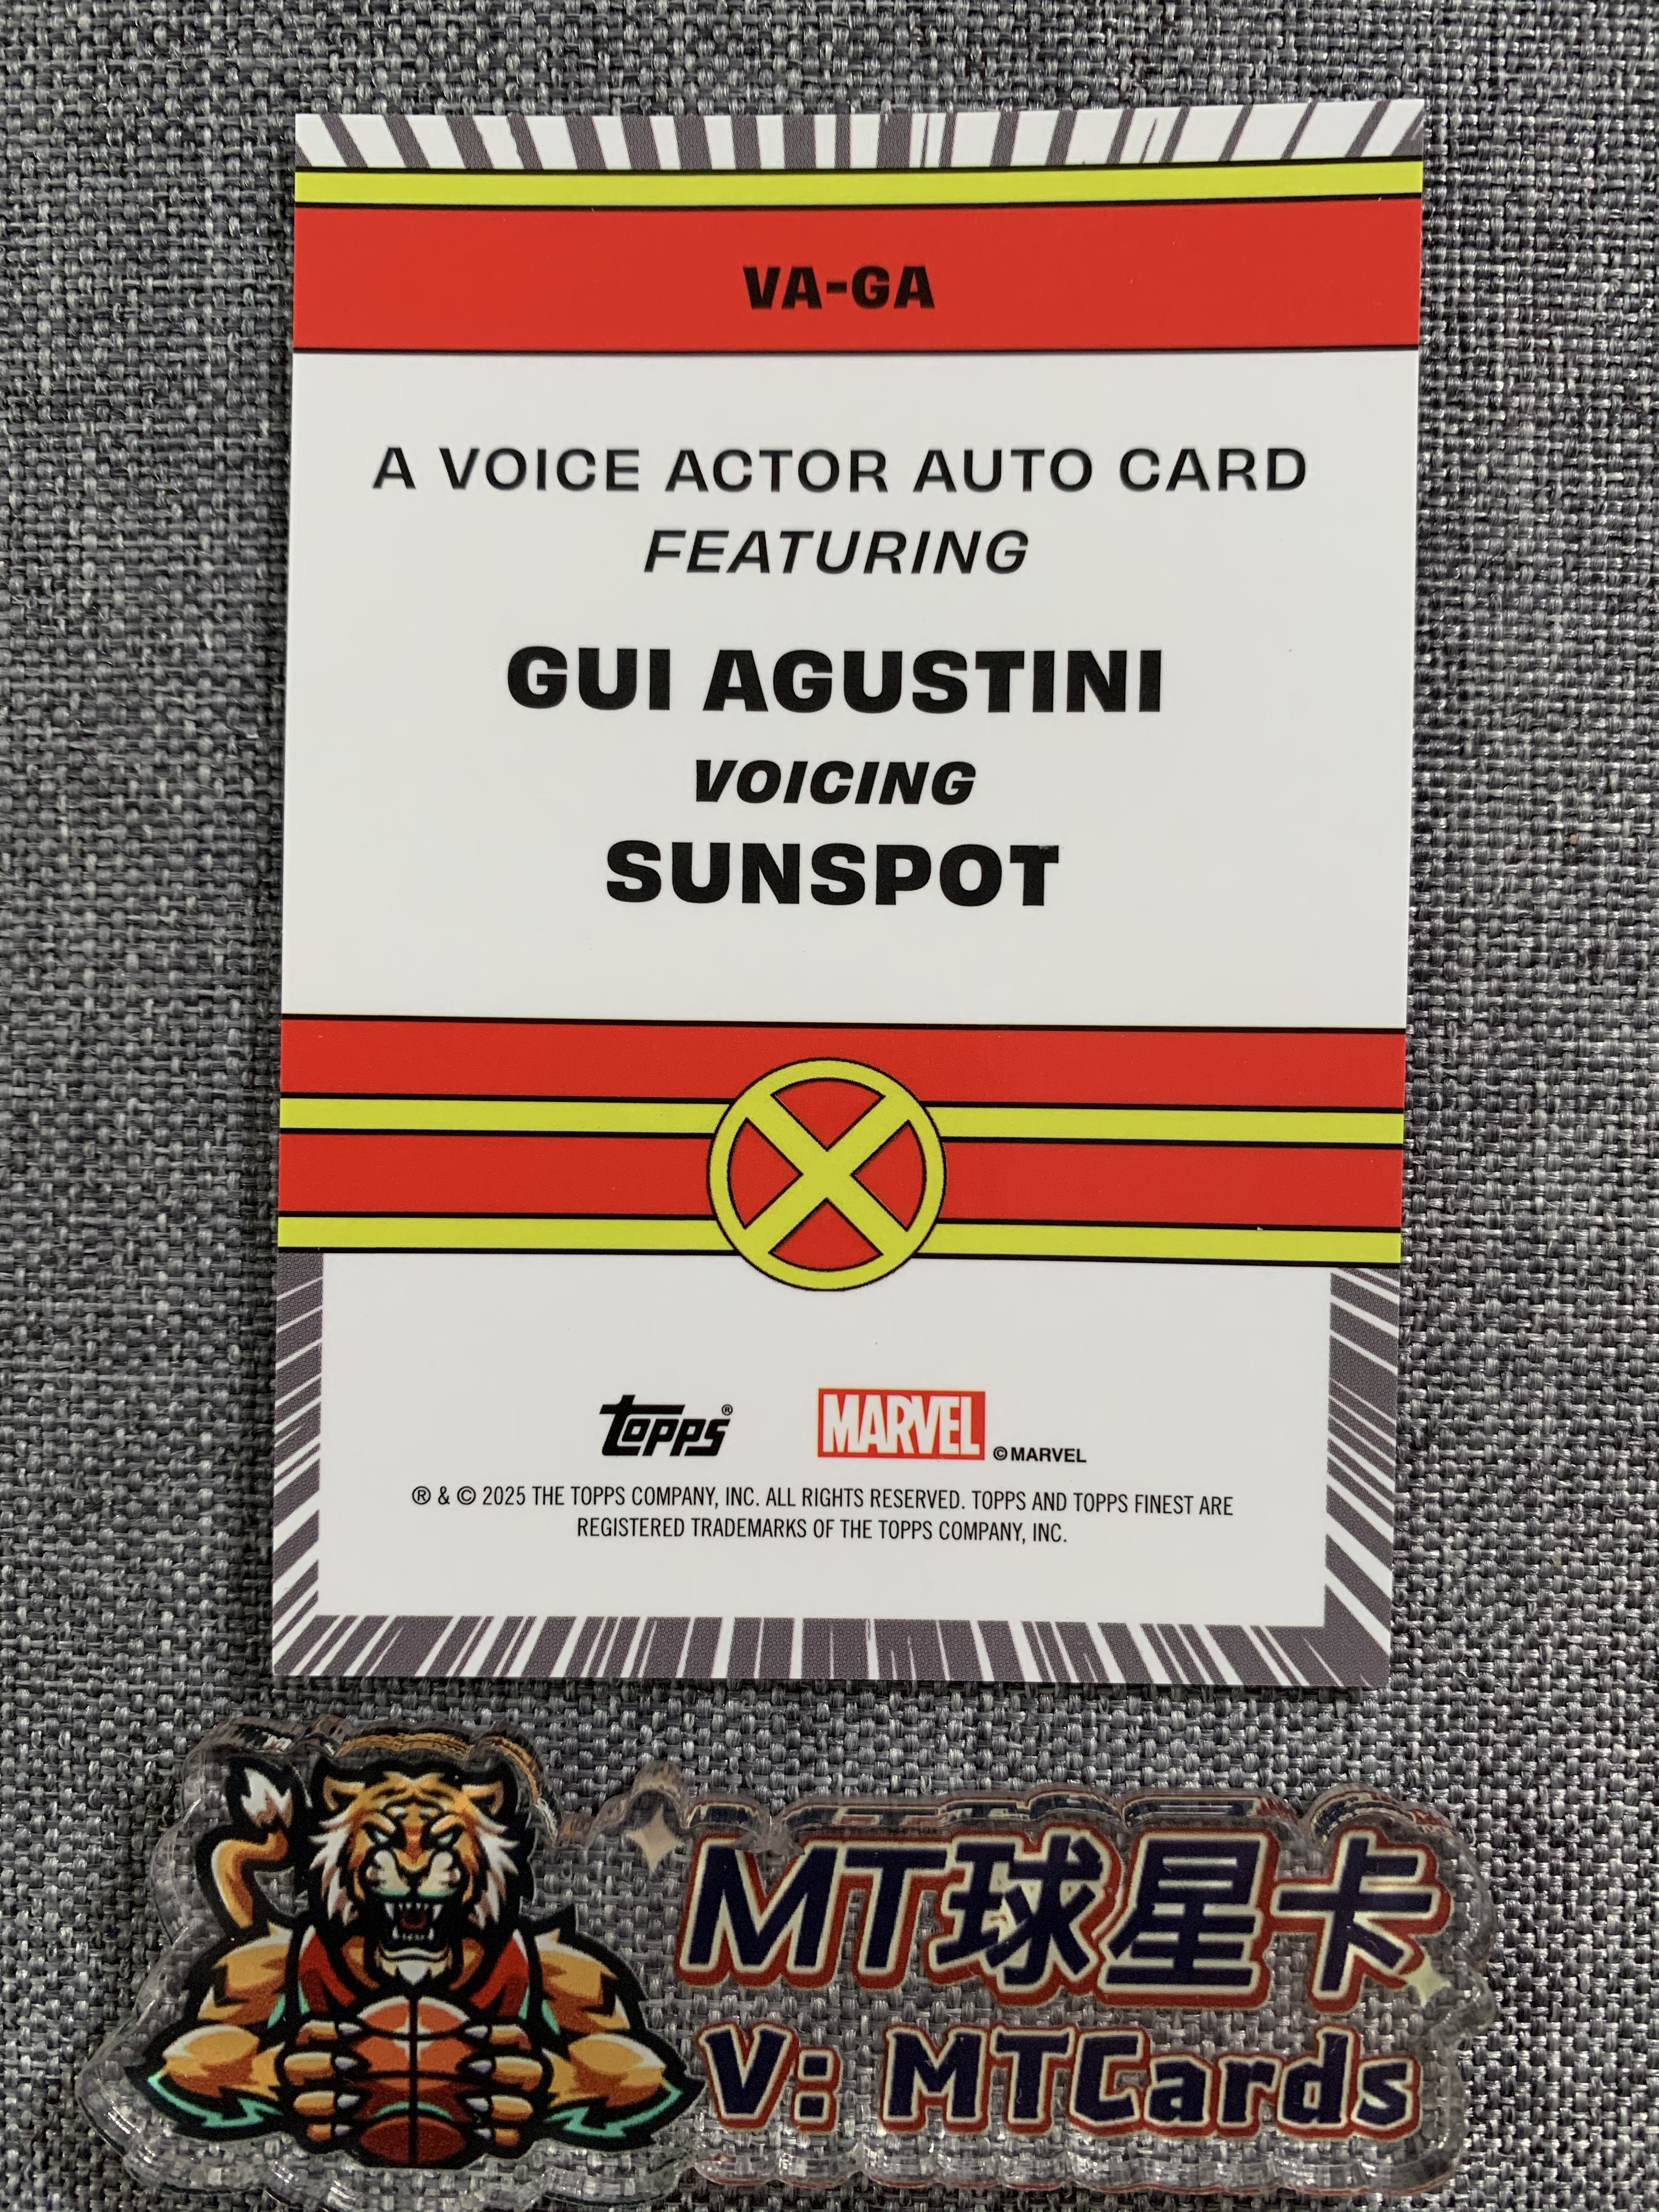 VA-GA
A VOICE ACTOR AUTO CARD
FEATURING
GUI AGUSTINI
VOICING
SUNSPOT
topps® MARVEL © MARVEL
® & © 2025 THE TOPPS COMPANY, INC. ALL RIGHTS RESERVED. TOPPS AND TOPPS FINEST ARE
REGISTERED TRADEMARKS OF THE TOPPS COMPANY, INC.
MT球星卡
V: MTCards